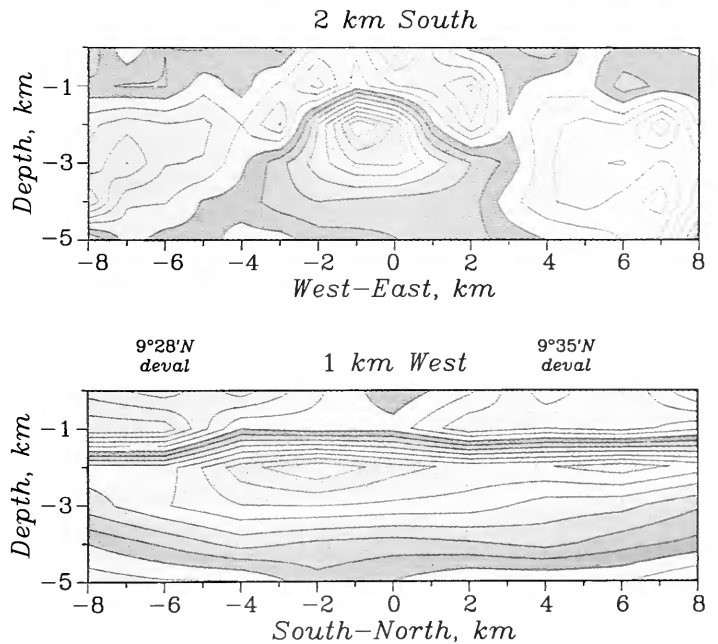 2 km South
Depth, km
-1
-3
-5
-8 -6 -4 -2 0 2 4 6 8
West-East, km
9°28'N deval
1 km West
9°35'N deval
Depth, km
-1
-3
-5
-8 -6 -4 -2 0 2 4 6 8
South-North, km